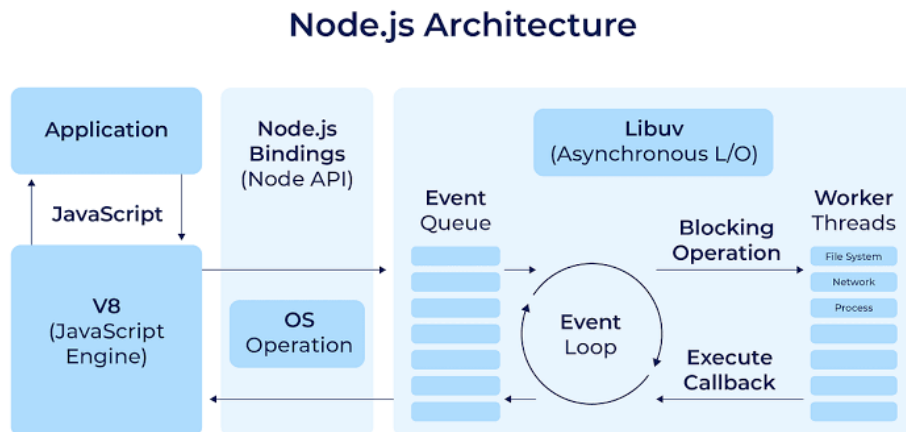 Node.js Architecture
Application
JavaScript
V8
(JavaScript
Engine)
Node.js
Bindings
(Node API)
OS
Operation
Libuv
(Asynchronous L/O)
Event
Queue
Event
Loop
Blocking
Operation
Execute
Callback
Worker
Threads
File System
Network
Process